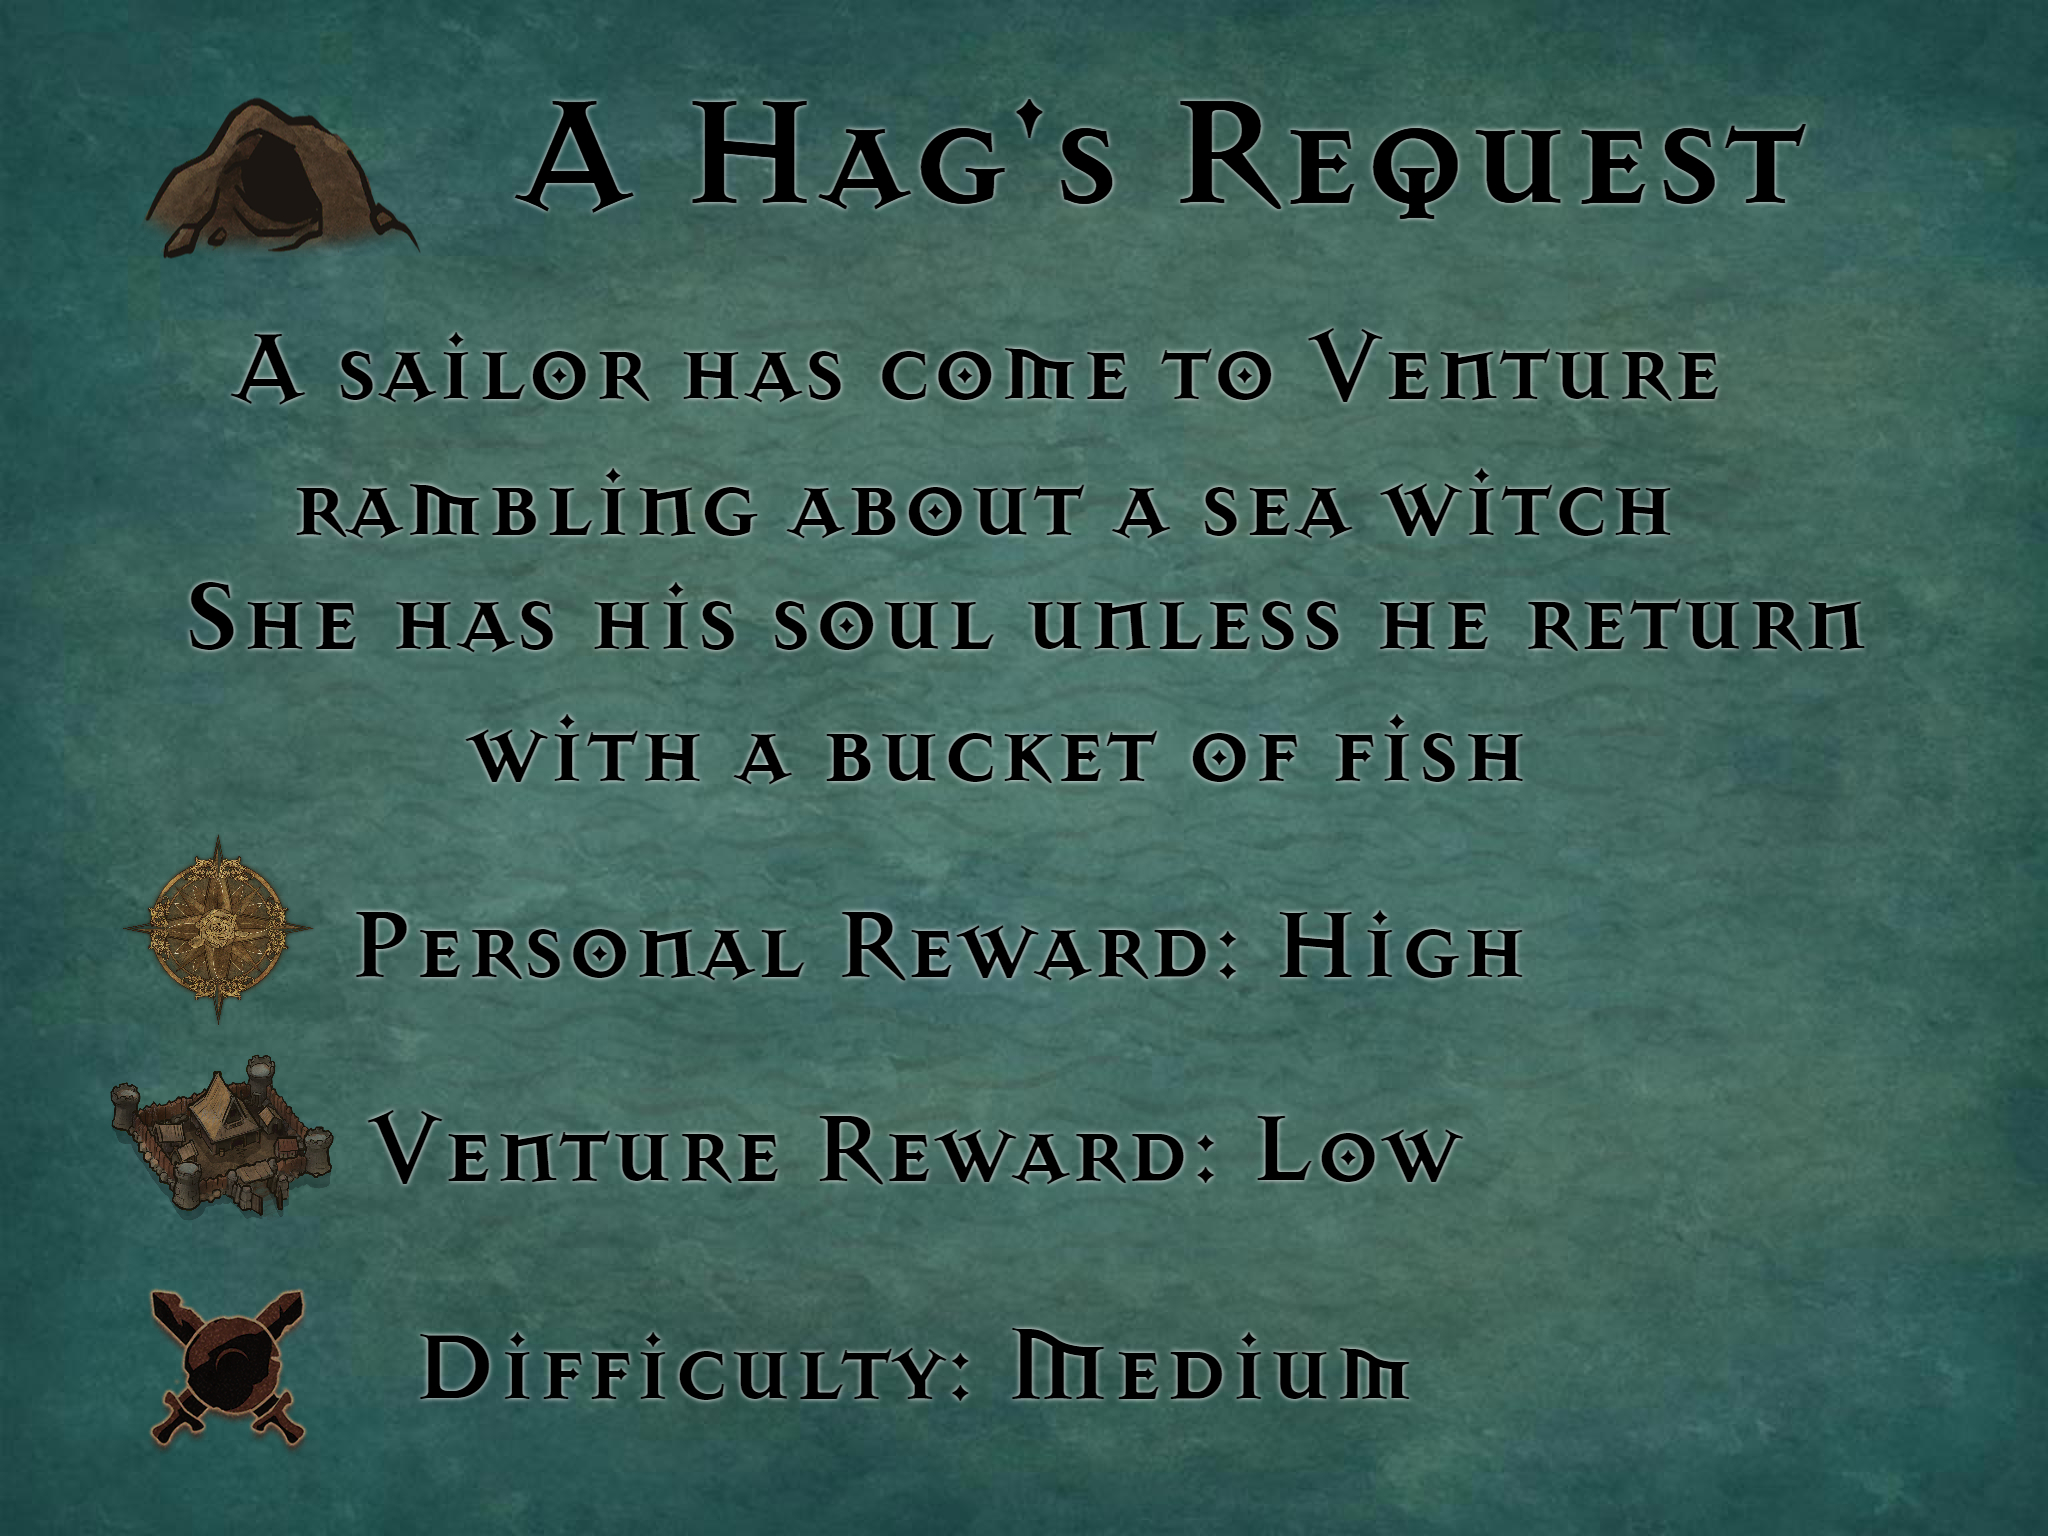 A Hag's Request
A sailor has come to Venture
rambling about a sea witch
She has his soul unless he return
with a bucket of fish
Personal Reward: High
Venture Reward: Low
Difficulty: Medium